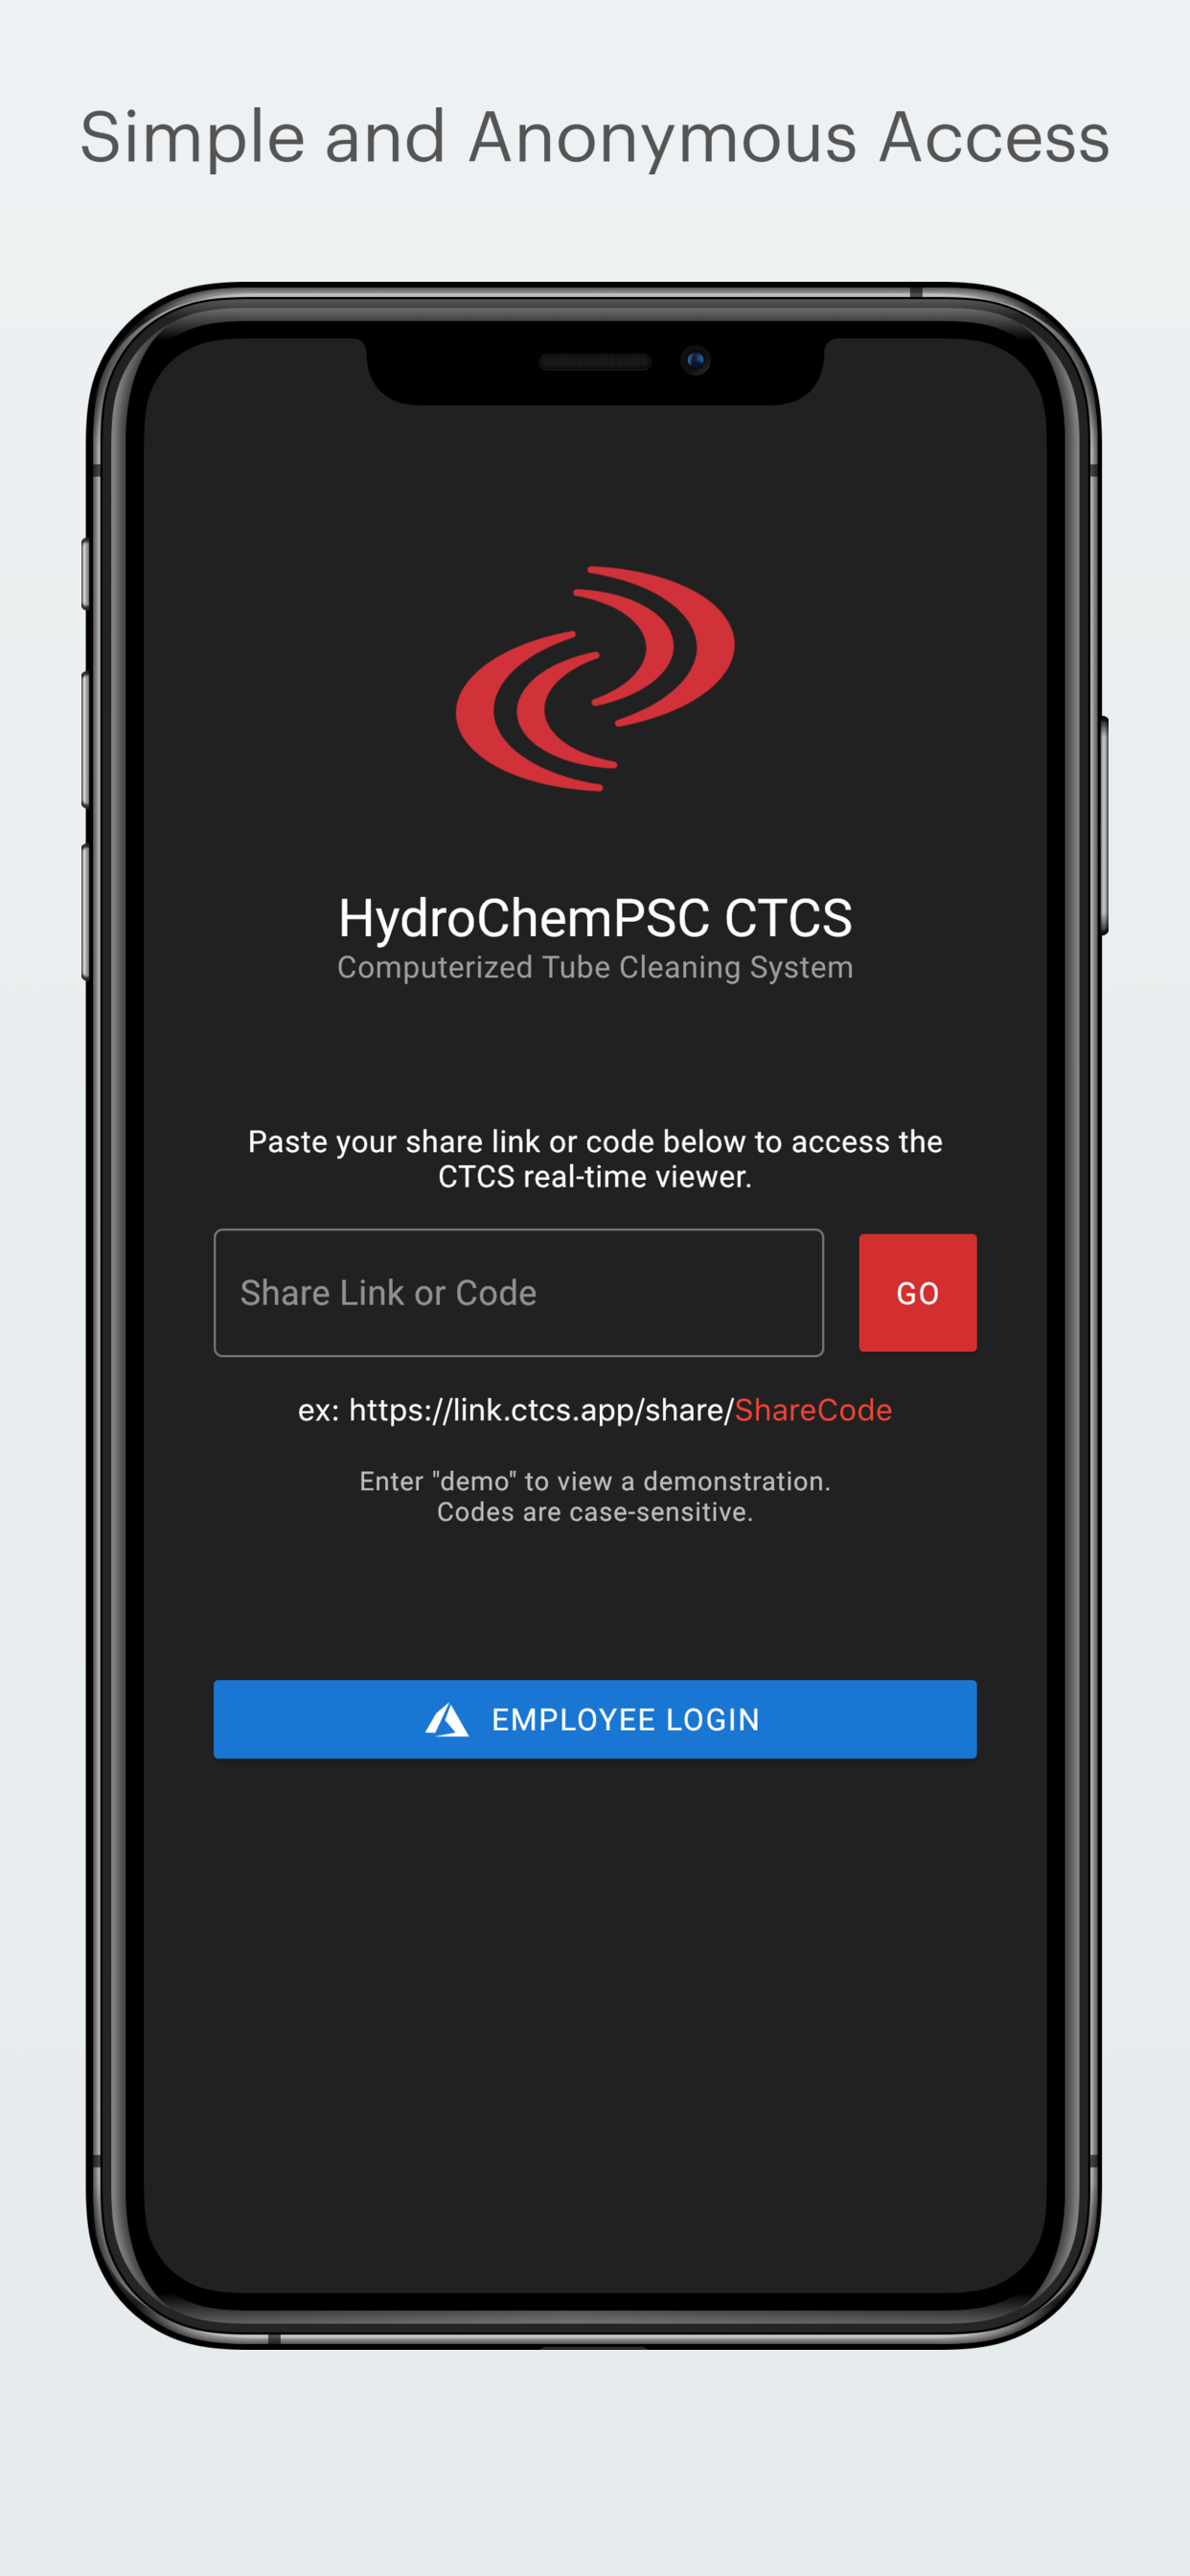 Simple and Anonymous Access
HydroChemPSC CTCS
Computerized Tube Cleaning System
Paste your share link or code below to access the
CTCS real-time viewer.
Share Link or Code
GO
ex: https://link.ctcs.app/share/ShareCode
Enter "demo" to view a demonstration.
Codes are case-sensitive.
EMPLOYEE LOGIN